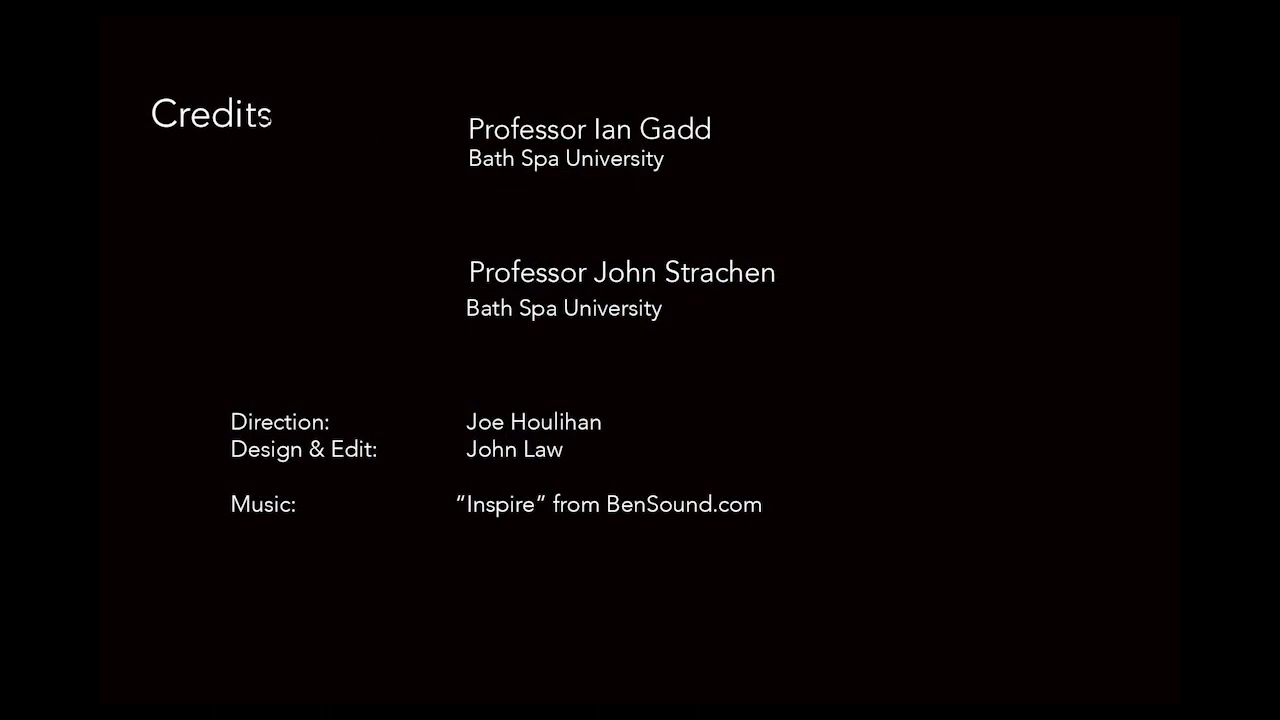 Credits
Professor Ian Gadd
Bath Spa University
Professor John Strachen
Bath Spa University
Direction: Joe Houlihan
Design & Edit: John Law
Music: “Inspire” from BenSound.com